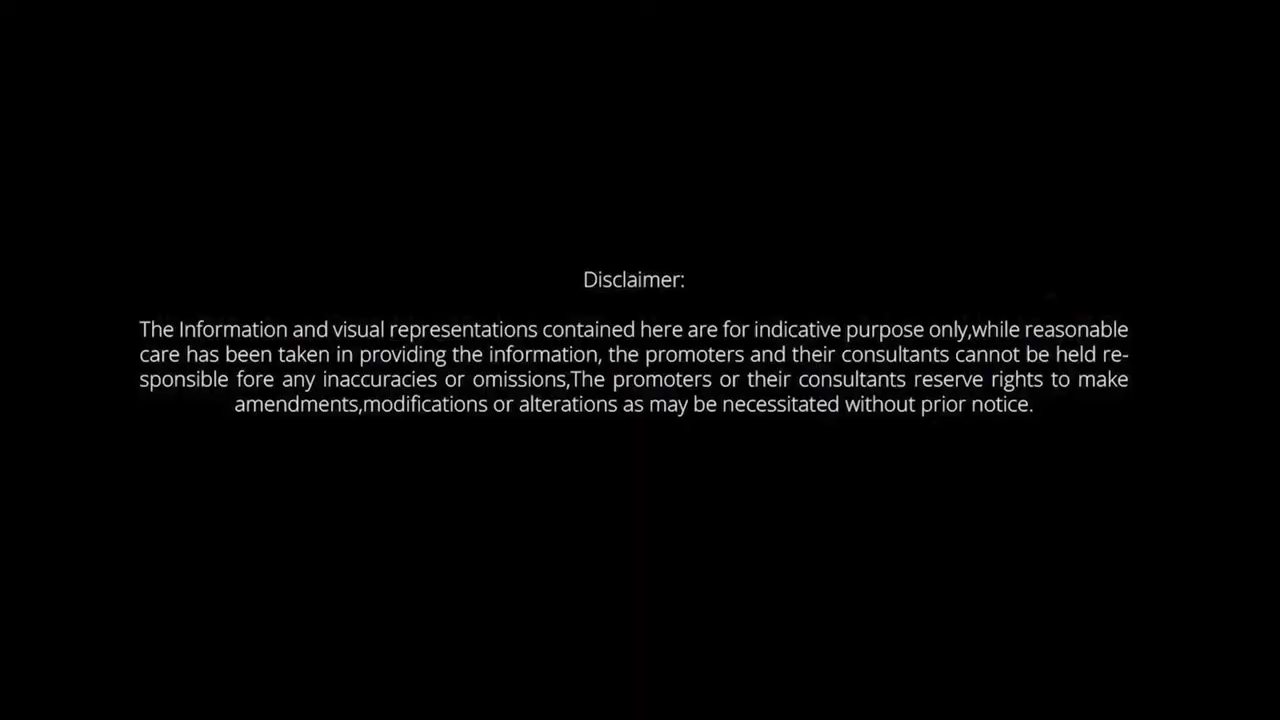 Disclaimer:
The Information and visual representations contained here are for indicative purpose only,while reasonable
care has been taken in providing the information, the promoters and their consultants cannot be held re-
sponsible fore any inaccuracies or omissions,The promoters or their consultants reserve rights to make
amendments,modifications or alterations as may be necessitated without prior notice.